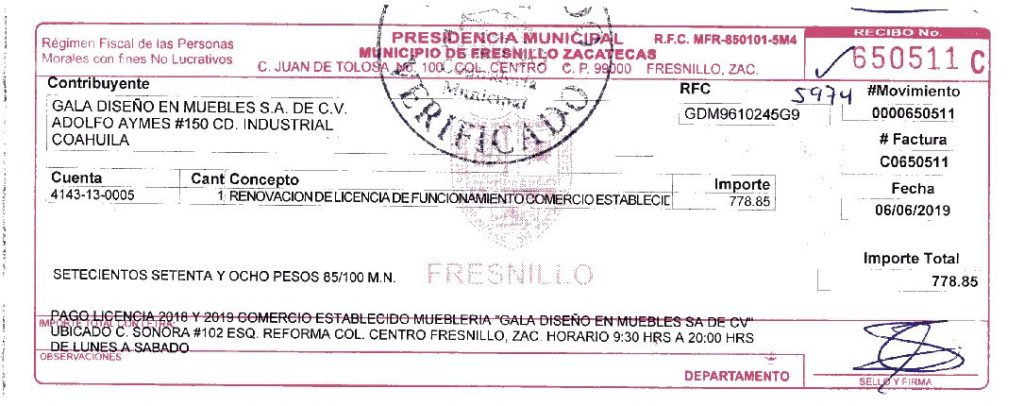 Régimen Fiscal de las Personas
Morales con fines No Lucrativos
PRESIDENCIA MUNICIPAL
R.F.C. MFR-850101-5M4
MUNICIPIO DE FRESNILLO ZACATECAS
C. JUAN DE TOLOSA No. 100 COL. CENTRO C. P. 99000 FRESNILLO, ZAC.
RECIBO No.
650511 C
Municipal
VERIFICADO
Contribuyente
GALA DISEÑO EN MUEBLES S.A. DE C.V.
ADOLFO AYMES #150 CD. INDUSTRIAL
COAHUILA
RFC
GDM9610245G9
5974
#Movimiento
0000650511
# Factura
C0650511
Fecha
06/06/2019
Cuenta Cant Concepto Importe
4143-13-0005 1 RENOVACION DE LICENCIA DE FUNCIONAMIENTO COMERCIO ESTABLECIE 778.85
Importe Total
778.85
SETECIENTOS SETENTA Y OCHO PESOS 85/100 M.N.
FRESNILLO
PAGO LICENCIA 2018 Y 2019 COMERCIO ESTABLECIDO MUEBLERIA "GALA DISEÑO EN MUEBLES SA DE CV"
IMPORTE TOTAL CON LETRA:
UBICADO C. SONORA #102 ESQ. REFORMA COL. CENTRO FRESNILLO, ZAC. HORARIO 9:30 HRS A 20:00 HRS
DE LUNES A SABADO
OBSERVACIONES
DEPARTAMENTO
SELLO Y FIRMA